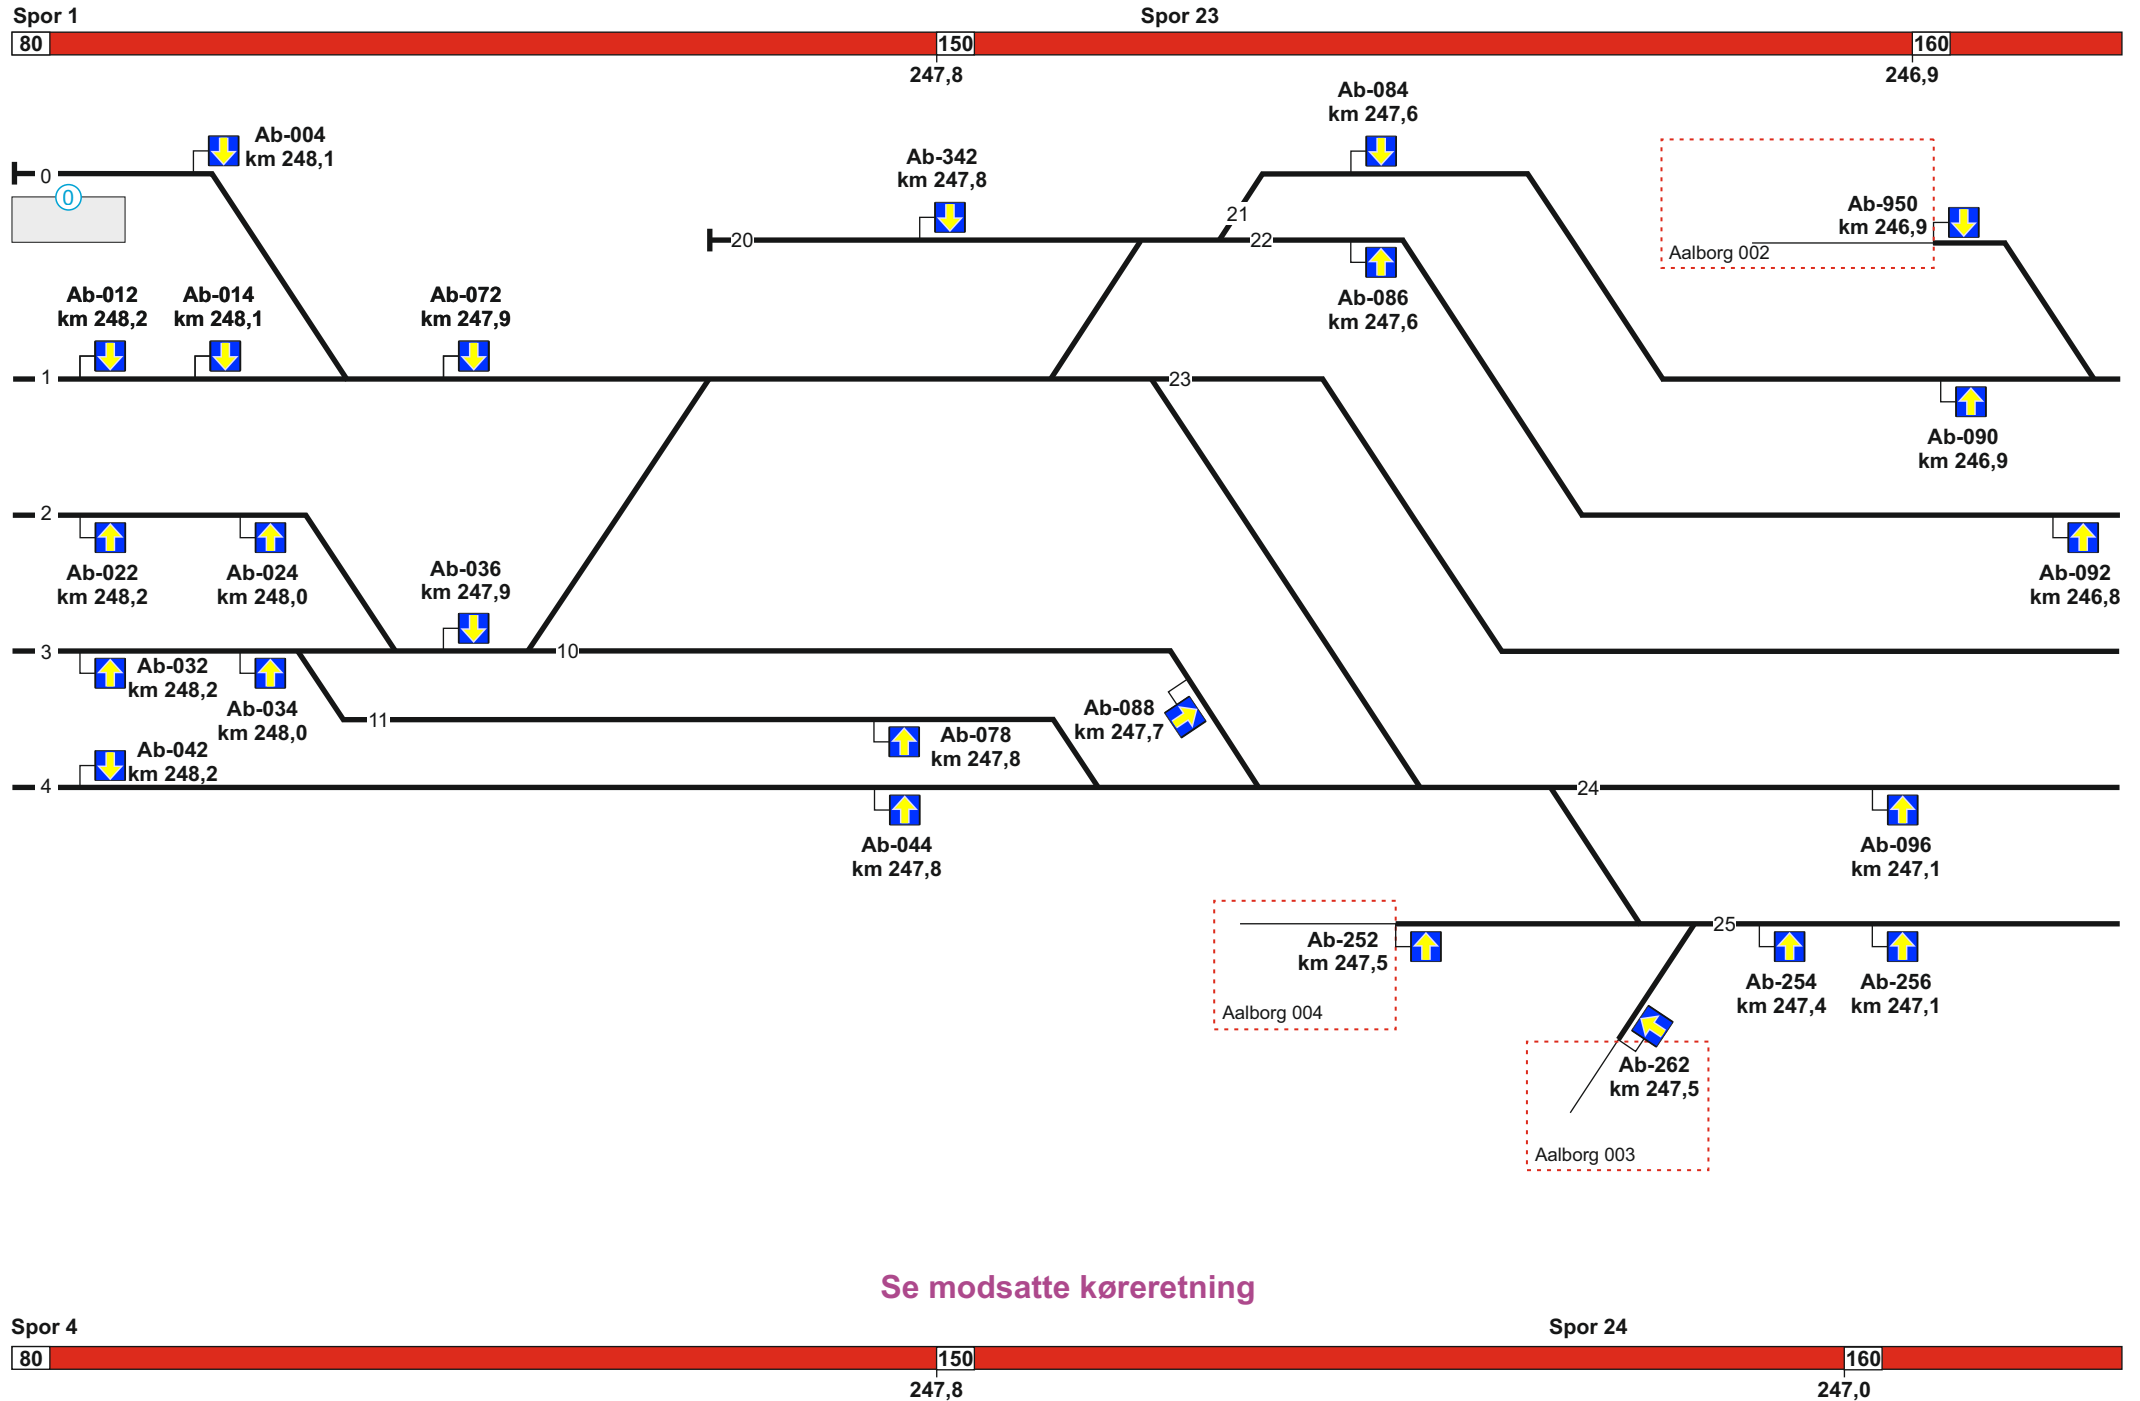 Spor 1
Spor 23
80
150
160
247,8
246,9
Ab-084
km 247,6
Ab-004
km 248,1
Ab-342
km 247,8
0
0
21
Ab-950
km 246,9
20
22
Aalborg 002
Ab-012
km 248,2
Ab-014
km 248,1
Ab-072
km 247,9
Ab-086
km 247,6
1
23
Ab-090
km 246,9
2
Ab-022
km 248,2
Ab-024
km 248,0
Ab-036
km 247,9
Ab-092
km 246,8
3
10
Ab-032
km 248,2
Ab-034
km 248,0
11
Ab-088
km 247,7
Ab-078
km 247,8
Ab-042
km 248,2
4
24
Ab-044
km 247,8
Ab-096
km 247,1
25
Ab-252
km 247,5
Aalborg 004
Ab-254
km 247,4
Ab-256
km 247,1
Ab-262
km 247,5
Aalborg 003
Se modsatte køreretning
Spor 4
Spor 24
80
150
160
247,8
247,0